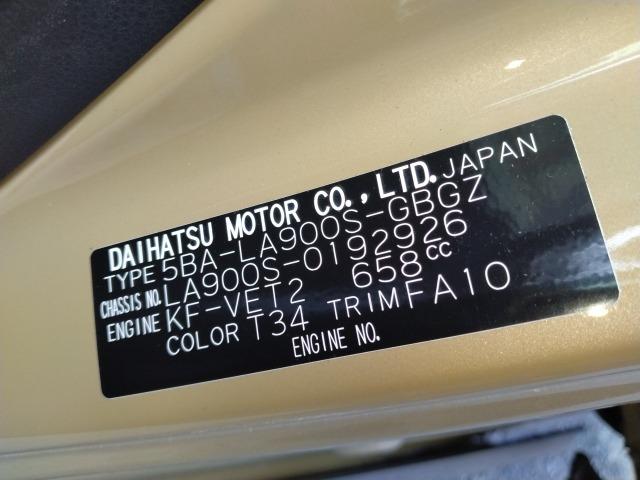 DAIHATSU MOTOR CO., LTD. JAPAN
TYPE 5BA-LA900S-GBGZ
CHASSIS NO. LA900S-0192926
ENGINE KF-VET2 658cc
COLOR T34 TRIM FA10
ENGINE NO.